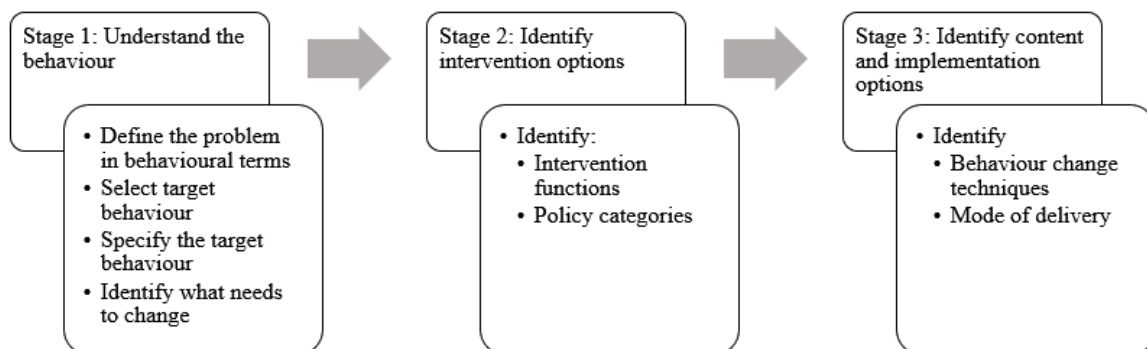 Stage 1: Understand the
behaviour
• Define the problem
in behavioural terms
• Select target
behaviour
• Specify the target
behaviour
• Identify what needs
to change
Stage 2: Identify
intervention options
• Identify:
• Intervention
functions
• Policy categories
Stage 3: Identify content
and implementation
options
• Identify
• Behaviour change
techniques
• Mode of delivery